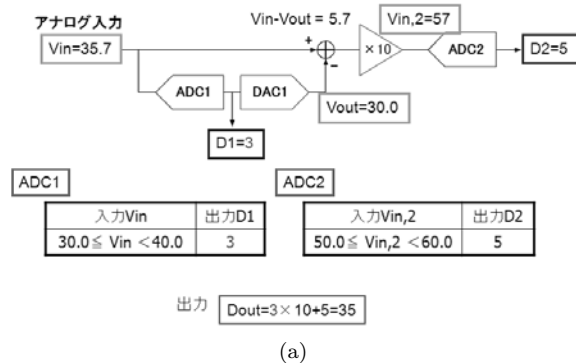 アナログ入力
Vin=35.7
Vin-Vout = 5.7
Vin,2=57
+
-
×10
ADC2
D2=5
ADC1
DAC1
Vout=30.0
D1=3
ADC1
入力Vin 出力D1
30.0≦ Vin <40.0 3
ADC2
入力Vin,2 出力D2
50.0≦ Vin,2 <60.0 5
出力 Dout=3×10+5=35
(a)